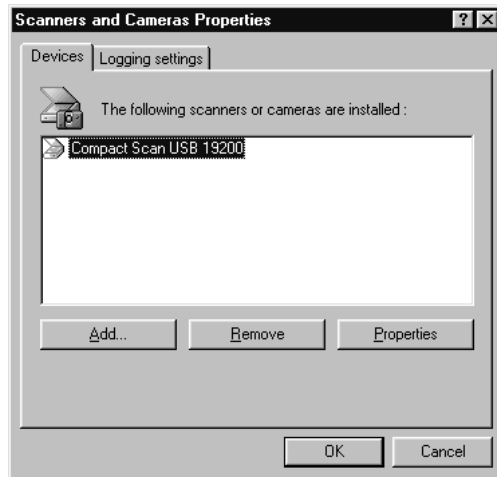 Scanners and Cameras Properties
Devices Logging settings
The following scanners or cameras are installed :
Compact Scan USB 19200
Add... Remove Properties
OK Cancel